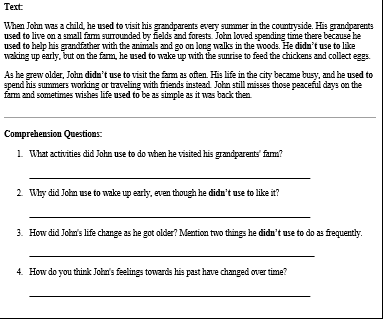 Text:
When John was a child, he used to visit his grandparents every summer in the countryside. His grandparents
used to live on a small farm surrounded by fields and forests. John loved spending time there because he
used to help his grandfather with the animals and go on long walks in the woods. He didn't use to like
waking up early, but on the farm, he used to wake up with the sunrise to feed the chickens and collect eggs.
As he grew older, John didn't use to visit the farm as often. His life in the city became busy, and he used to
spend his summers working or traveling with friends instead. John still misses those peaceful days on the
farm and sometimes wishes life used to be as simple as it was back then.
Comprehension Questions:
1. What activities did John use to do when he visited his grandparents' farm?
2. Why did John use to wake up early, even though he didn't use to like it?
3. How did John's life change as he got older? Mention two things he didn't use to do as frequently.
4. How do you think John's feelings towards his past have changed over time?